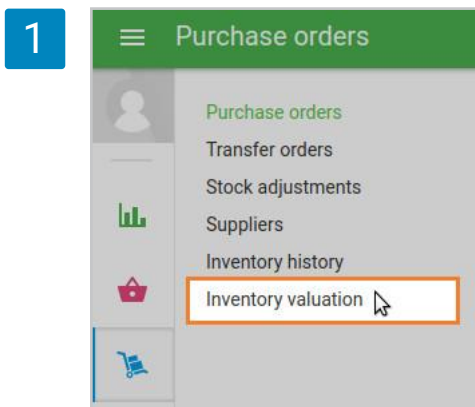 1
Purchase orders
Purchase orders
Transfer orders
Stock adjustments
Suppliers
Inventory history
Inventory valuation